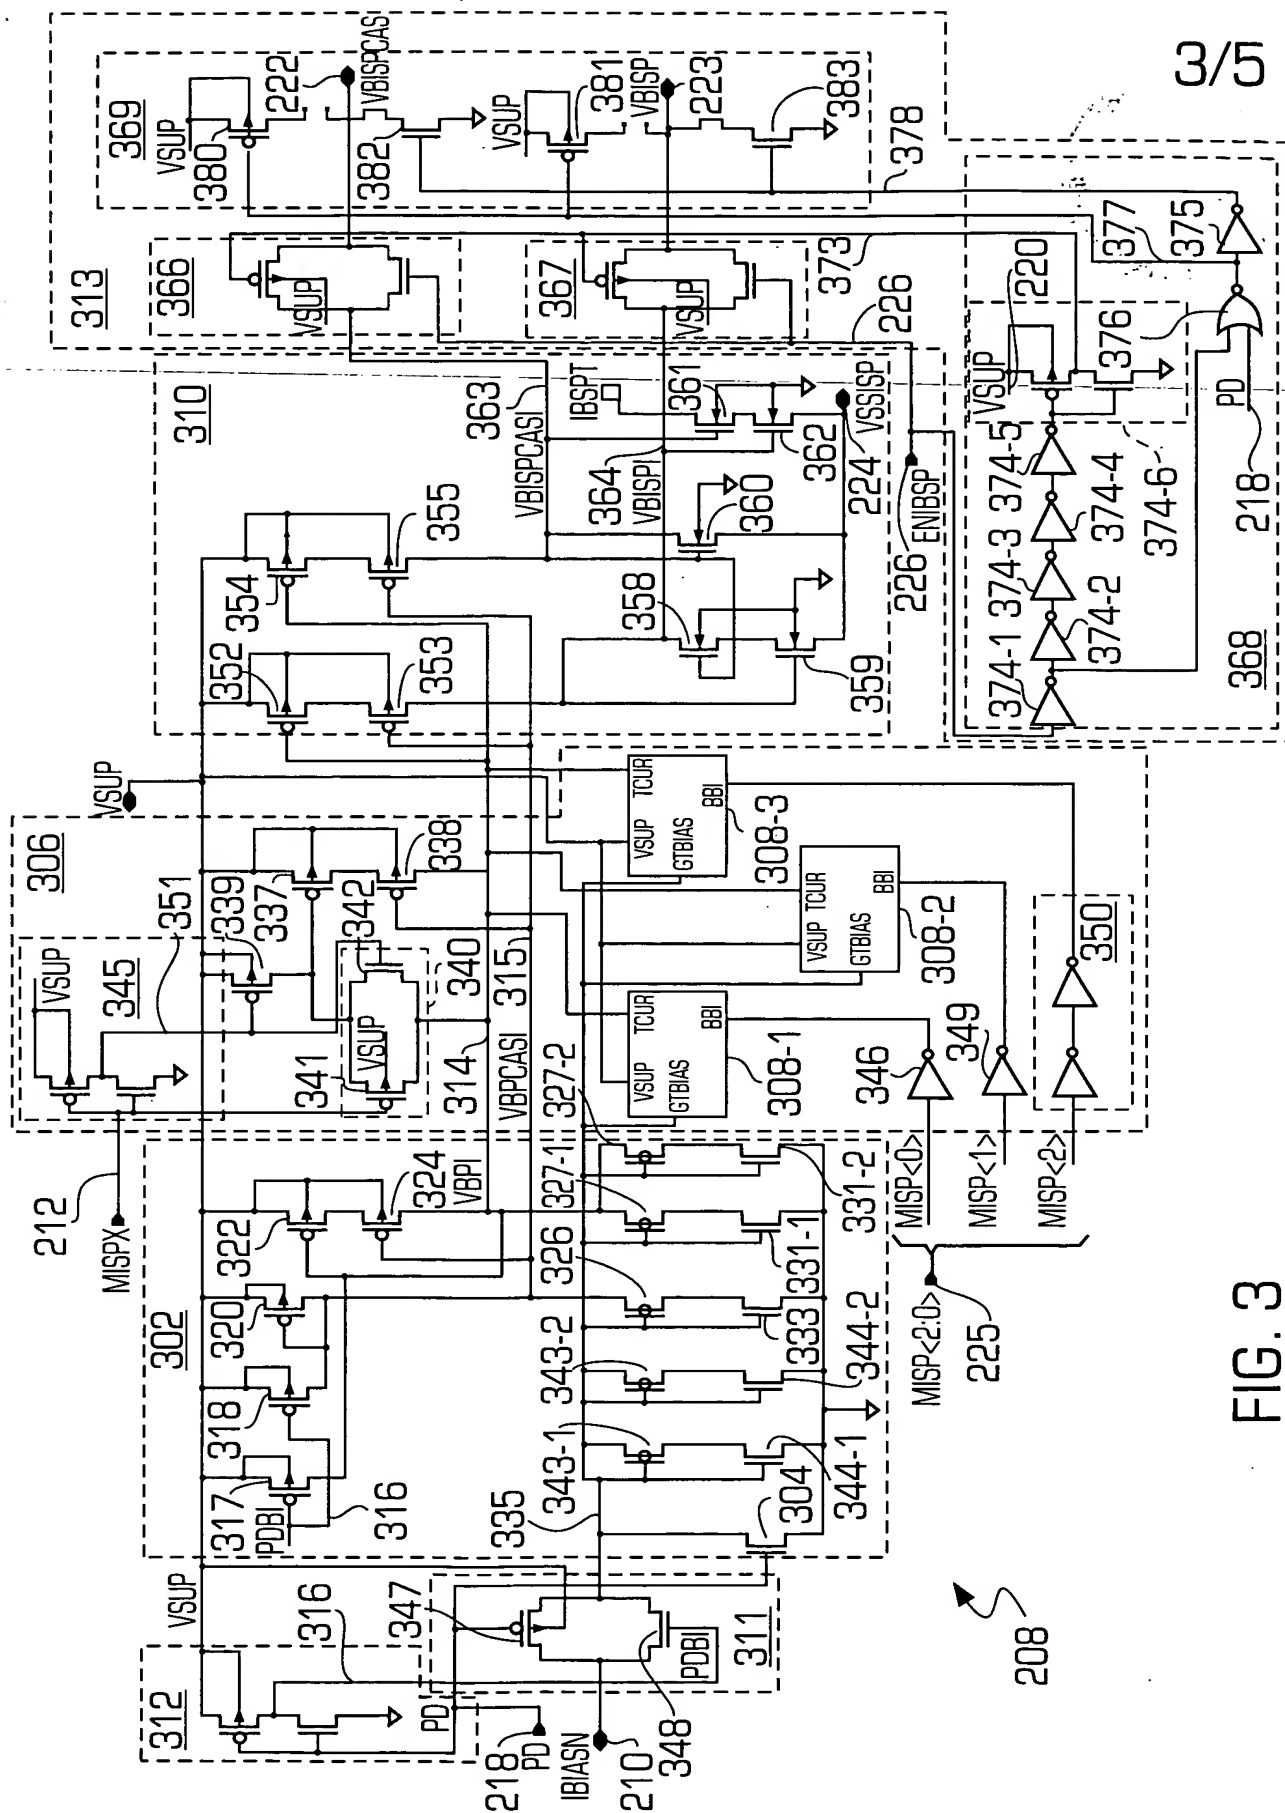 3/5
369
VSUP
380
222
VBISPCAS
382
VSUP
381
VBISP
223
383
378
313
366
VSUP
367
VSUP
373
226
377
375
220
VSUP
376
PD
218
374-5
374-4
374-6
374-3
374-2
374-1
368
310
363
VBISPCASI
IBSPT
361
364
VBISPI
362
VSSISP
224
360
226
ENIBSP
355
354
358
352
353
359
VSUP
306
351
339
338
337
342
345
VSUP
340
341
VSUP
315
314
VBPCASI
VSUP
TCUR
GTBIAS
BBI
308-3
VSUP
TCUR
GTBIAS
BBI
308-2
VSUP
TCUR
GTBIAS
BBI
308-1
350
349
346
MISP<0>
MISP<1>
MISP<2>
MISP<2:0>
225
212
MISPX
302
322
324
VBPI
320
318
317
PDBI
316
327-2
327-1
326
331-2
331-1
333
343-2
344-2
343-1
344-1
304
335
VSUP
347
316
312
PD
218
PD
IBIASN
210
348
PDBI
311
208
FIG. 3